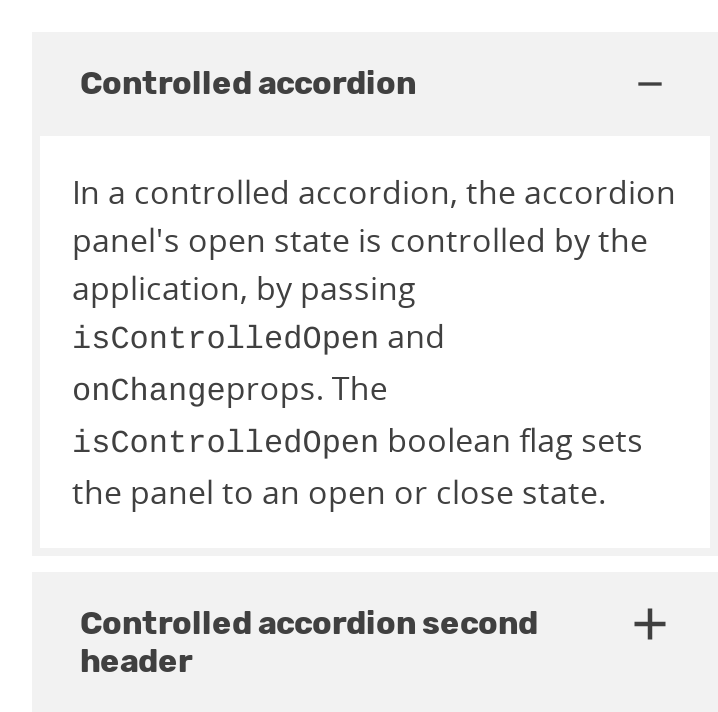 Controlled accordion
In a controlled accordion, the accordion
panel's open state is controlled by the
application, by passing
isControlledOpen and
onChangeprops. The
isControlledOpen boolean flag sets
the panel to an open or close state.
Controlled accordion second
header